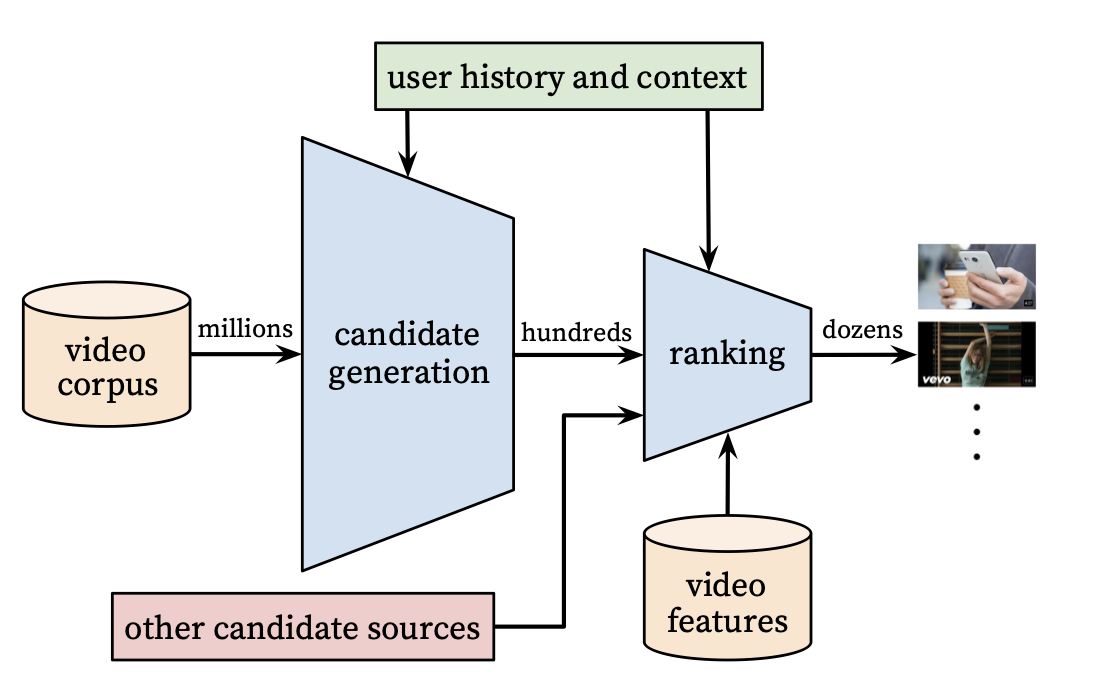 user history and context
video
corpus
millions
candidate
generation
hundreds
ranking
dozens
vevo
other candidate sources
video
features